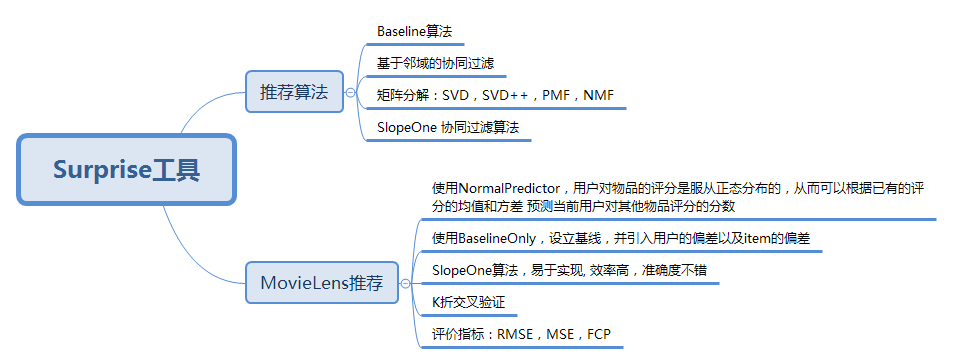 Surprise工具
推荐算法
Baseline算法
基于邻域的协同过滤
矩阵分解：SVD，SVD++，PMF，NMF
SlopeOne 协同过滤算法
MovieLens推荐
使用NormalPredictor，用户对物品的评分是服从正态分布的，从而可以根据已有的评
分的均值和方差 预测当前用户对其他物品评分的分数
使用BaselineOnly，设立基线，并引入用户的偏差以及item的偏差
SlopeOne算法，易于实现, 效率高，准确度不错
K折交叉验证
评价指标：RMSE，MSE，FCP